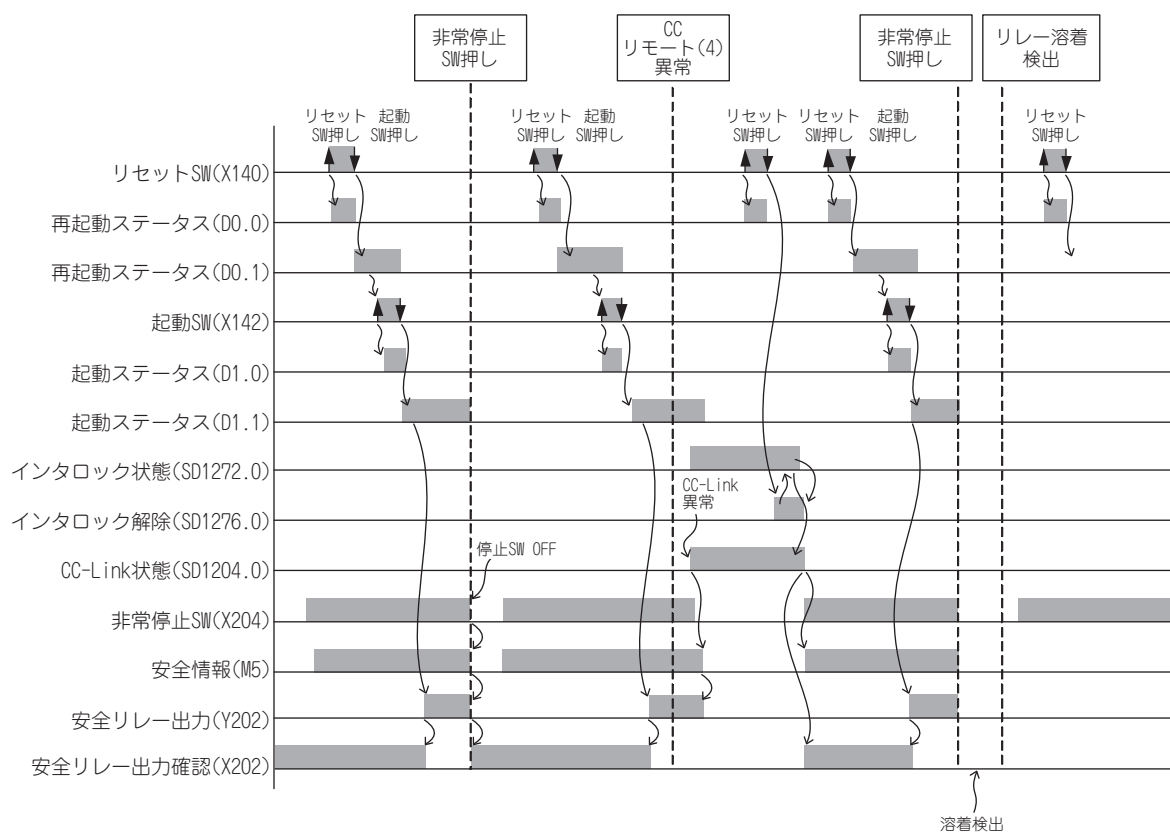 非常停止
SW押し
CC
リモート(4)
異常
非常停止
SW押し
リレー溶着
検出
リセット
SW押し
起動
SW押し
リセット
SW押し
起動
SW押し
リセット
SW押し
リセット
SW押し
起動
SW押し
リセット
SW押し
リセットSW(X140)
再起動ステータス(D0.0)
再起動ステータス(D0.1)
起動SW(X142)
起動ステータス(D1.0)
起動ステータス(D1.1)
インタロック状態(SD1272.0)
CC-Link
異常
インタロック解除(SD1276.0)
停止SW OFF
CC-Link状態(SD1204.0)
非常停止SW(X204)
安全情報(M5)
安全リレー出力(Y202)
安全リレー出力確認(X202)
溶着検出